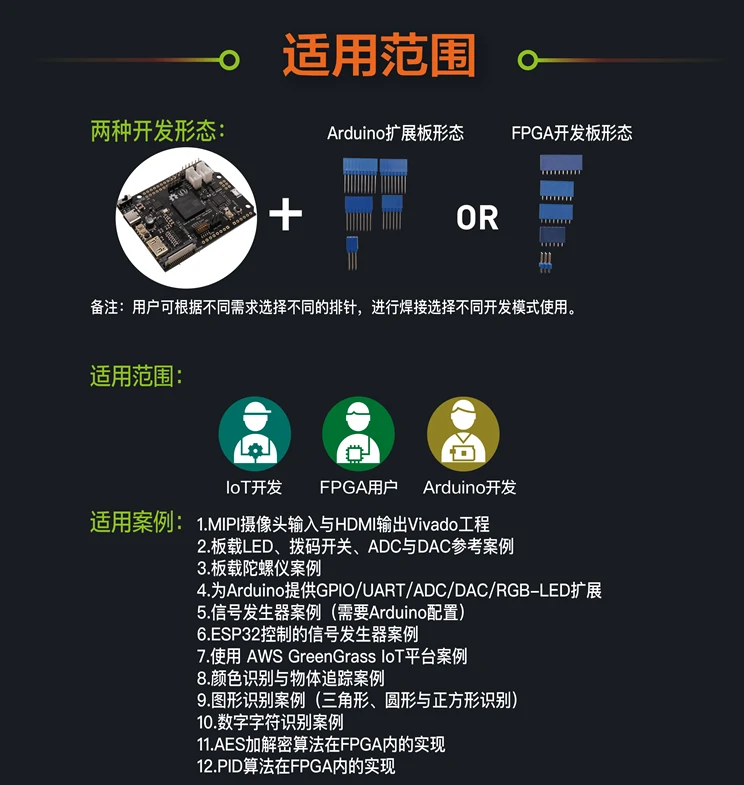 适用范围
两种开发形态：
Arduino扩展板形态
FPGA开发板形态
OR
备注：用户可根据不同需求选择不同的排针，进行焊接选择不同开发模式使用。
适用范围：
IoT开发
FPGA用户
Arduino开发
适用案例：
1.MIPI摄像头输入与HDMI输出Vivado工程
2.板载LED、拨码开关、ADC与DAC参考案例
3.板载陀螺仪案例
4.为Arduino提供GPIO/UART/ADC/DAC/RGB-LED扩展
5.信号发生器案例（需要Arduino配置）
6.ESP32控制的信号发生器案例
7.使用 AWS GreenGrass IoT平台案例
8.颜色识别与物体追踪案例
9.图形识别案例（三角形、圆形与正方形识别）
10.数字字符识别案例
11.AES加解密算法在FPGA内的实现
12.PID算法在FPGA内的实现